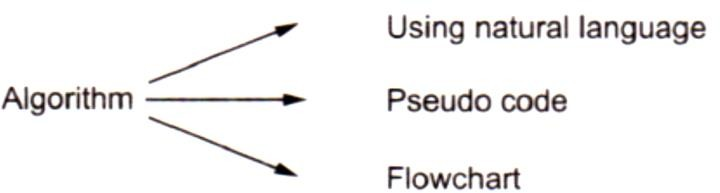 Using natural language
Algorithm
Pseudo code
Flowchart